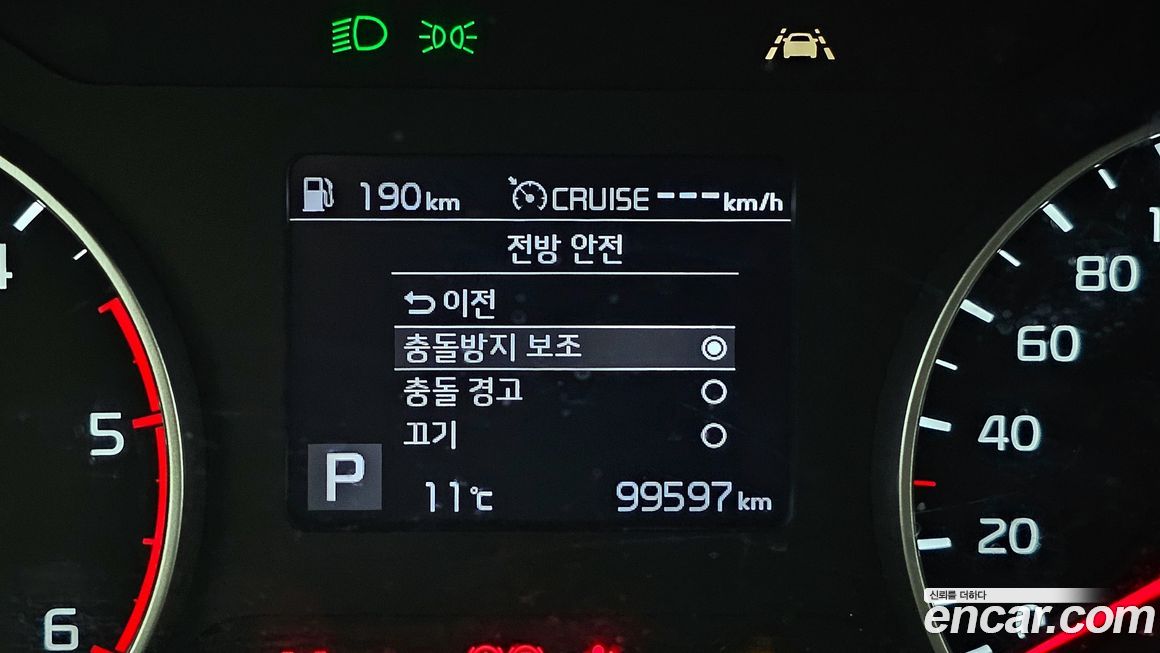 190km CRUISE ---km/h
전방 안전
이전
충돌방지 보조
충돌 경고
끄기
P 11℃ 99597km
4
5
6
80
60
40
20
신뢰를 더하다
encar.com